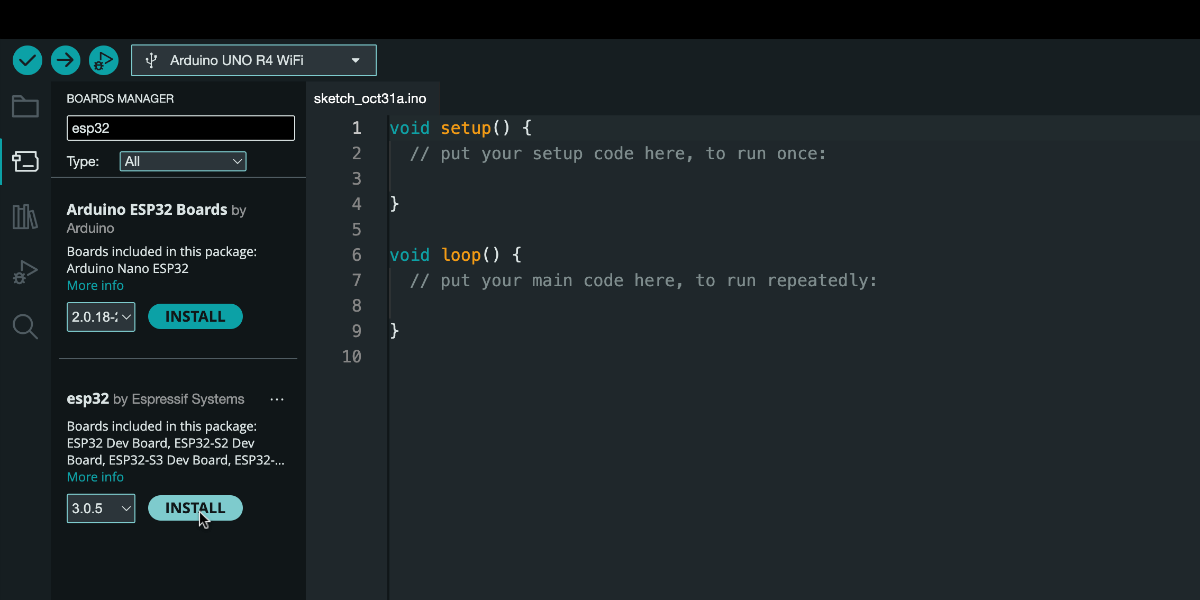 Arduino UNO R4 WiFi
BOARDS MANAGER
esp32
Type: All
Arduino ESP32 Boards by
Arduino
Boards included in this package:
Arduino Nano ESP32
More info
2.0.18-2 INSTALL
esp32 by Espressif Systems ...
Boards included in this package:
ESP32 Dev Board, ESP32-S2 Dev
Board, ESP32-S3 Dev Board, ESP32-...
More info
3.0.5 INSTALL
sketch_oct31a.ino
1 void setup() {
2 // put your setup code here, to run once:
3
4 }
5
6 void loop() {
7 // put your main code here, to run repeatedly:
8
9 }
10